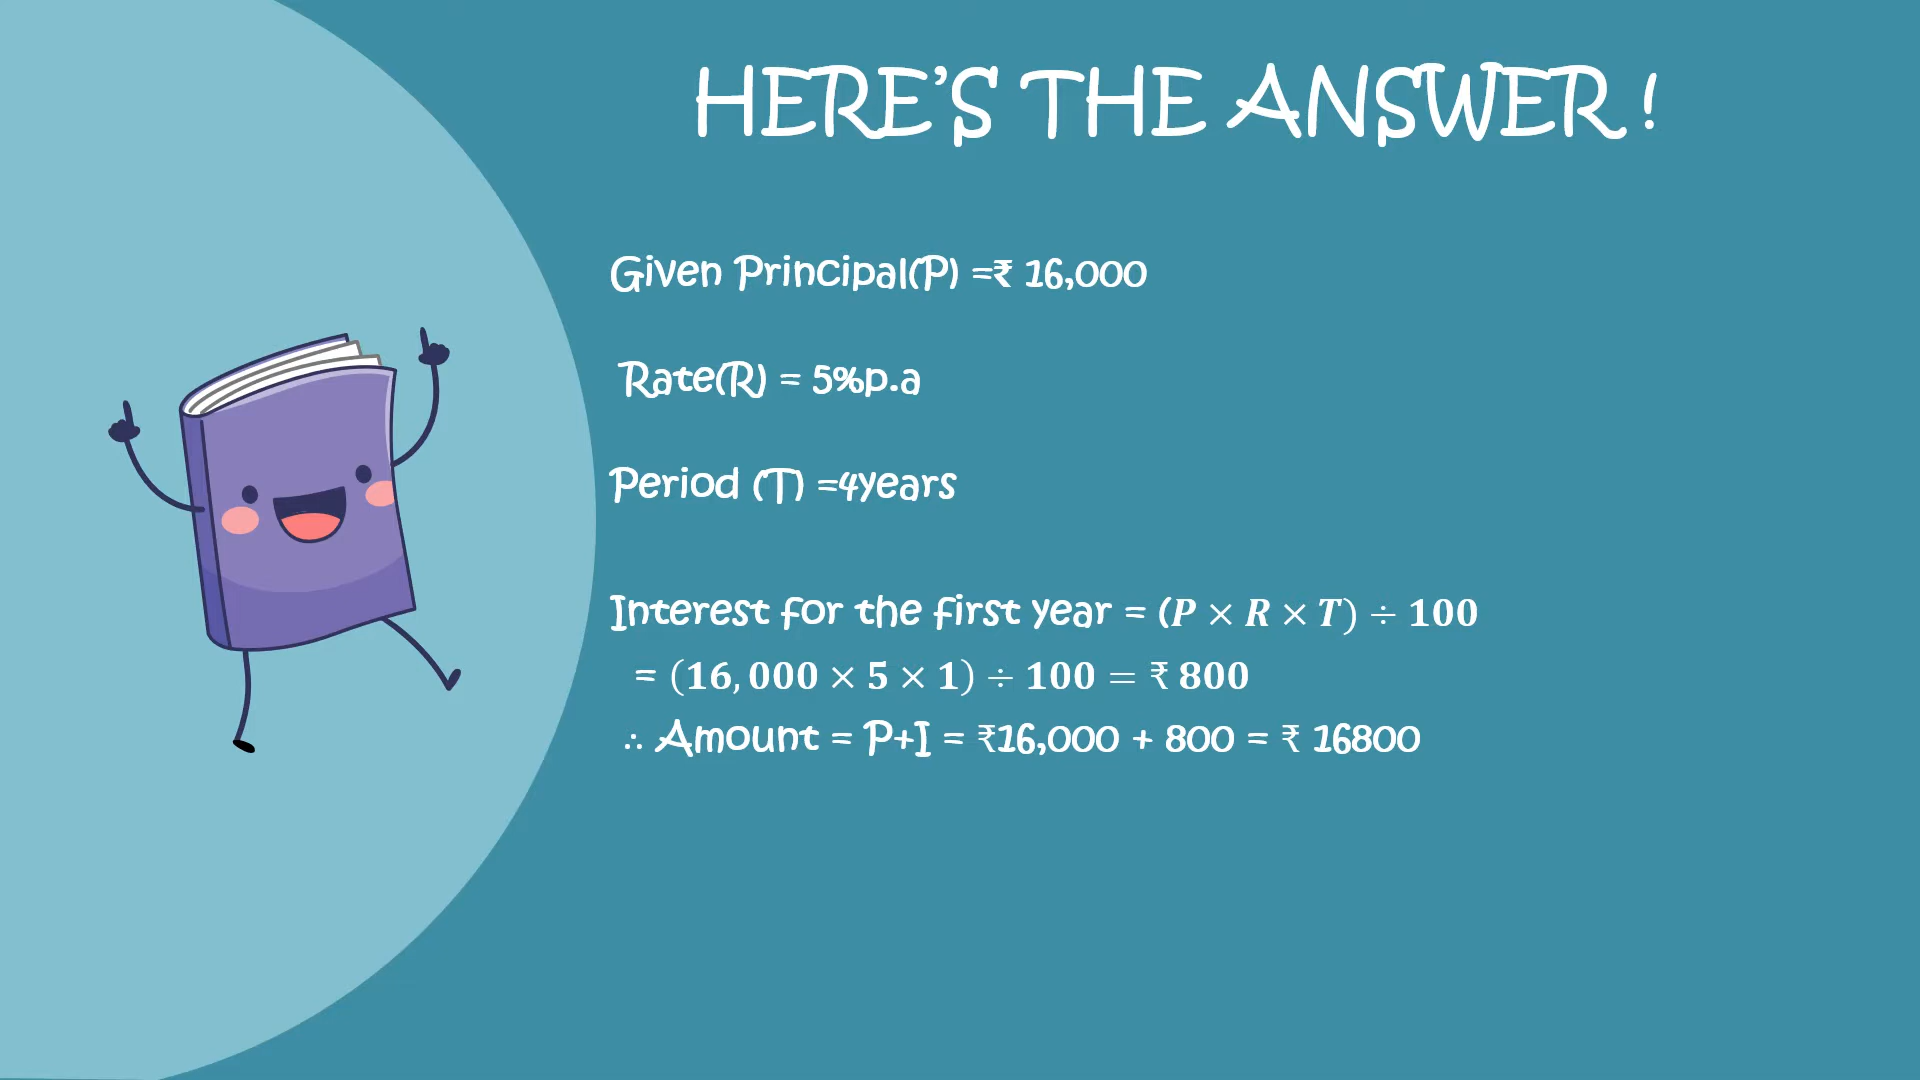 HERE’S THE ANSWER !
Given Principal(P) =₹ 16,000
Rate(R) = 5%p.a
Period (T) =4years
Interest for the first year = (P × R × T) ÷ 100
= (16,000 × 5 × 1) ÷ 100 = ₹ 800
∴ Amount = P+I = ₹16,000 + 800 = ₹ 16800